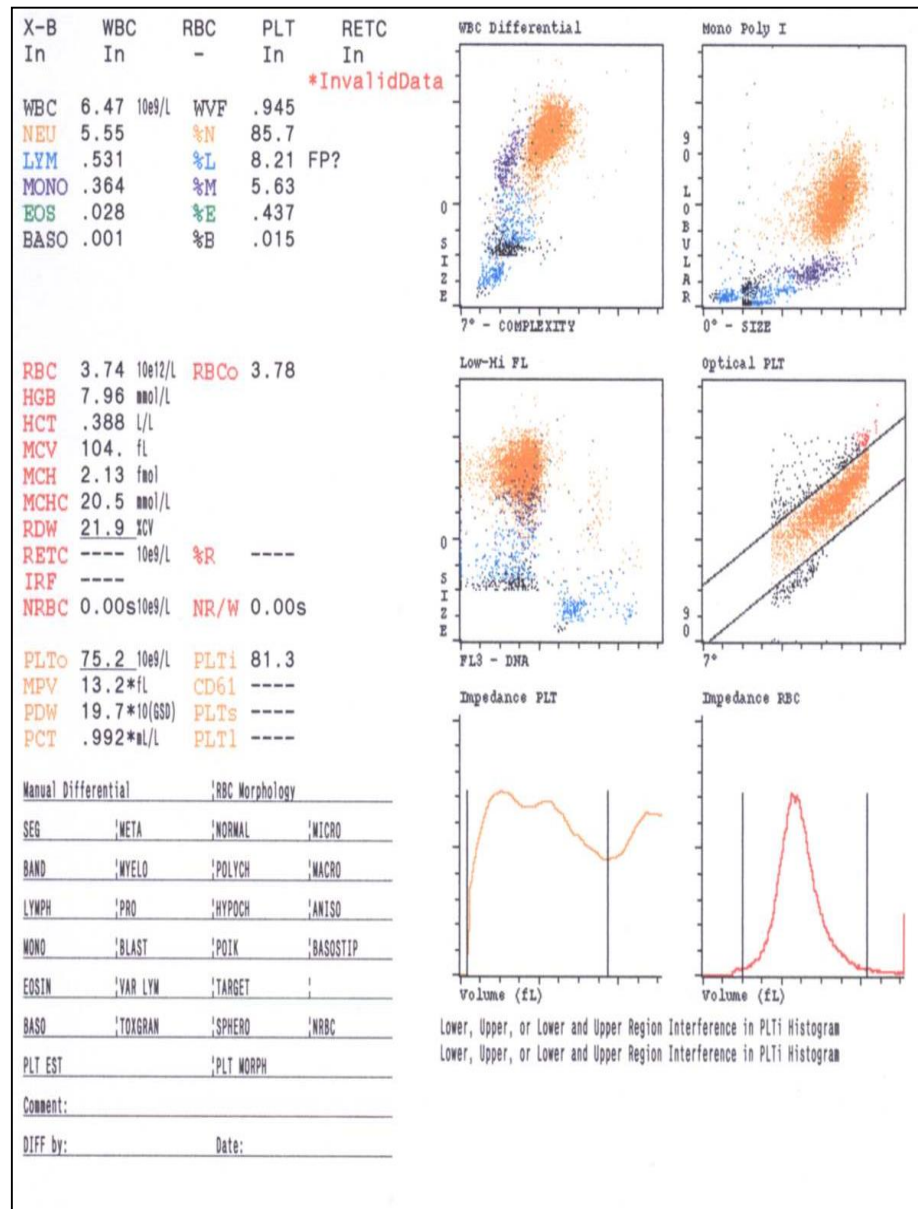 X-B WBC RBC PLT RETC
In In - In In
*InvalidData
WBC 6.47 10e9/L WVF .945
NEU 5.55 %N 85.7
LYM .531 %L 8.21 FP?
MONO .364 %M 5.63
EOS .028 %E .437
BASO .001 %B .015
RBC 3.74 10e12/L RBCo 3.78
HGB 7.96 mmol/L
HCT .388 L/L
MCV 104. fL
MCH 2.13 fmol
MCHC 20.5 mmol/L
RDW 21.9 %CV
RETC ---- 10e9/L %R ----
IRF ----
NRBC 0.00s10e9/L NR/W 0.00s
PLTo 75.2 10e9/L PLTi 81.3
MPV 13.2*fL CD61 ----
PDW 19.7*10(GSD) PLTs ----
PCT .992*mL/L PLTl ----
Manual Differential ¦RBC Morphology
SEG ¦META ¦NORMAL ¦MICRO
BAND ¦MYELO ¦POLYCH ¦MACRO
LYMPH ¦PRO ¦HYPOCH ¦ANISO
MONO ¦BLAST ¦POIK ¦BASOSTIP
EOSIN ¦VAR LYM ¦TARGET ¦
BASO ¦TOXGRAN ¦SPHERO ¦NRBC
PLT EST ¦PLT MORPH
Comment:
DIFF by: Date:
WBC Differential
0
SIZE
7° - COMPLEXITY
Mono Poly I
90 LOBULAR
0° - SIZE
Low-Hi FL
0
SIZE
FL3 - DNA
Optical PLT
90
7°
Impedance PLT
Volume (fL)
Impedance RBC
Volume (fL)
Lower, Upper, or Lower and Upper Region Interference in PLTi Histogram
Lower, Upper, or Lower and Upper Region Interference in PLTi Histogram